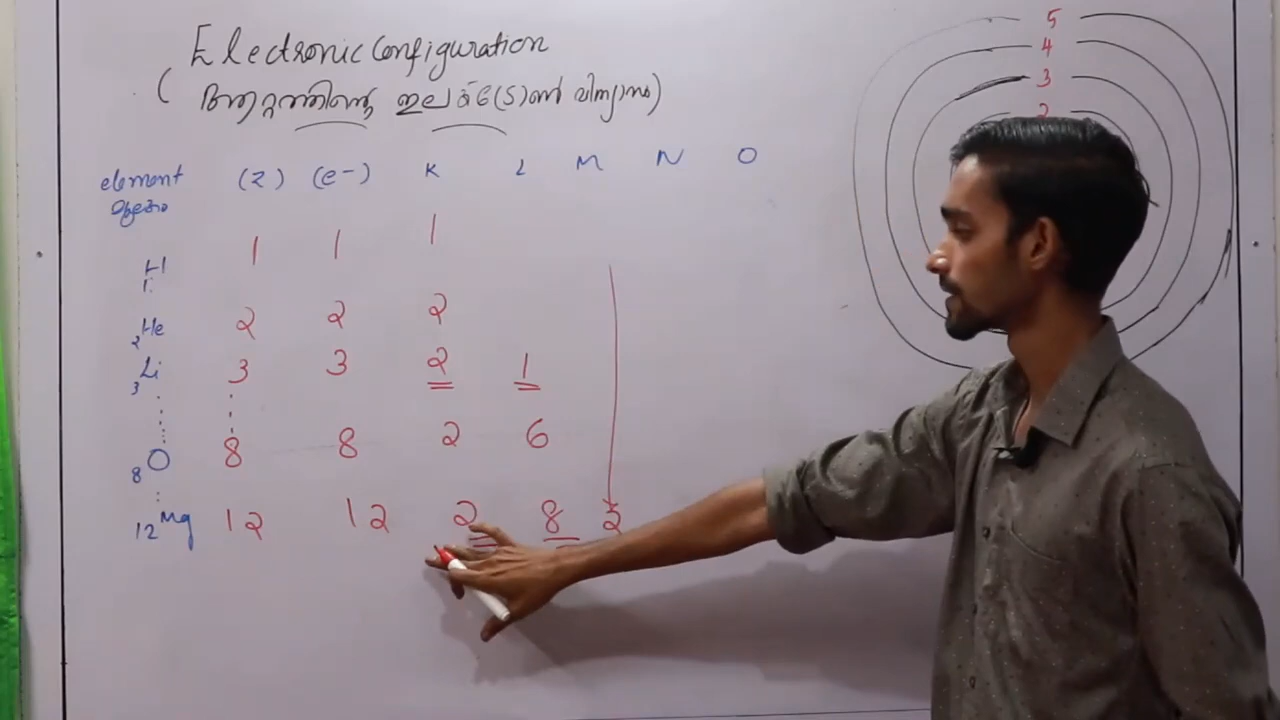 Electronic Configuration
(ആറ്റത്തിന്റെ ഇലക്ട്രോൺ വിന്യാസം)
element (Z) (e-) K L M N O
മൂലകം
1H 1 1 1
2He 2 2 2
3Li 3 3 2 1
8O 8 8 2 6
12Mg 12 12 2 8 2
5
4
3
2